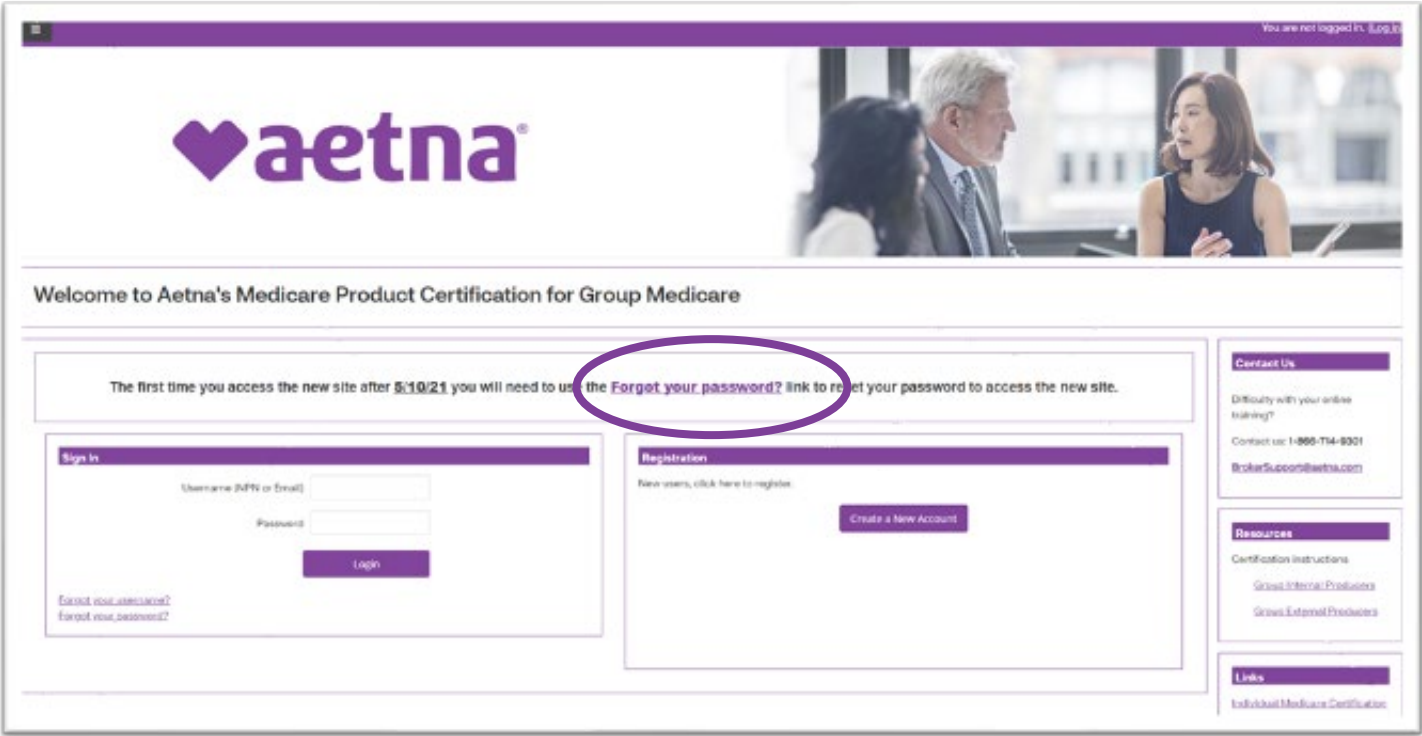 You are not logged in. (Log in
aetna®
Welcome to Aetna's Medicare Product Certification for Group Medicare
The first time you access the new site after 5/10/21 you will need to use the Forgot your password? link to reset your password to access the new site.
Sign In
Username (NPN or Email)
Password
Login
Forgot your username?
Forgot your password?
Registration
New users, click here to register.
Create a New Account
Contact Us
Difficulty with your online
training?
Contact us: 1-866-714-9301
BrokerSupport@aetna.com
Resources
Certification instructions
Group Internal Producers
Group External Producers
Links
Individual Medicare Certification